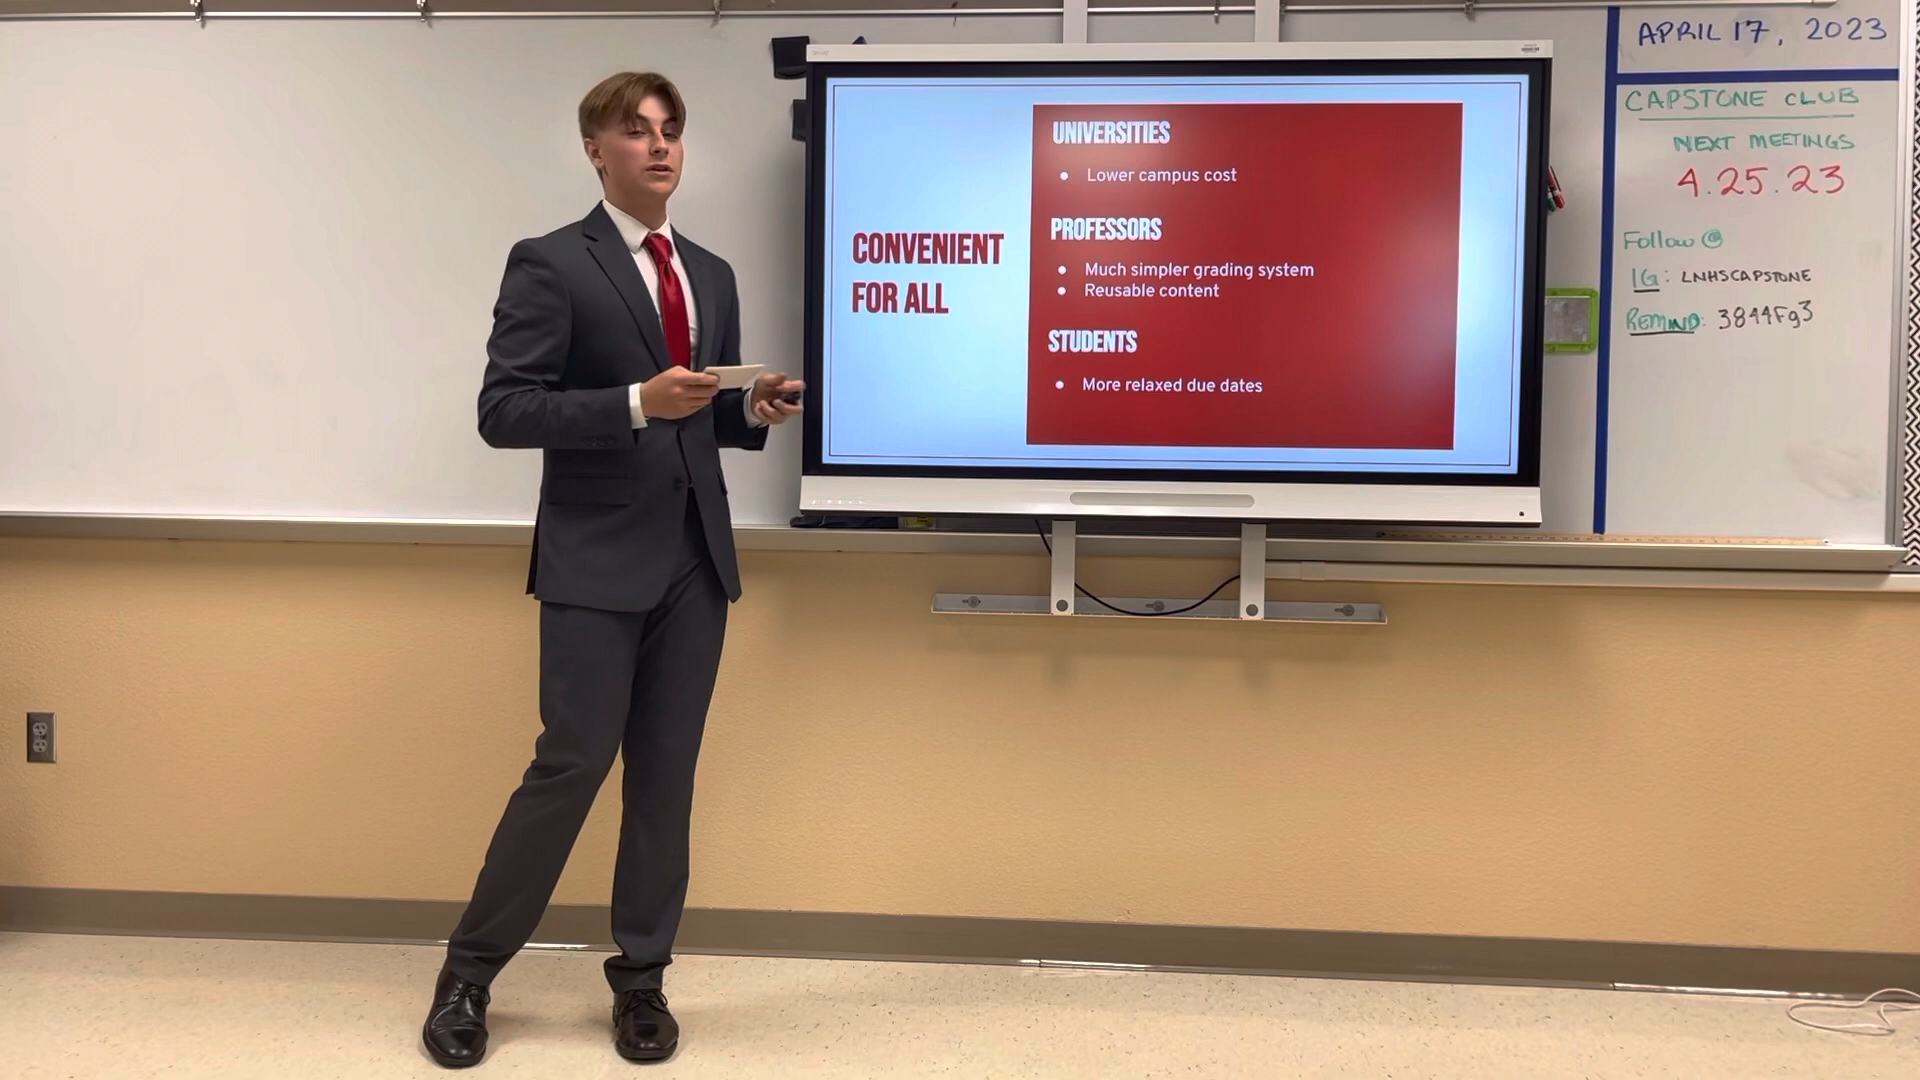 CONVENIENT
FOR ALL
UNIVERSITIES
● Lower campus cost
PROFESSORS
● Much simpler grading system
● Reusable content
STUDENTS
● More relaxed due dates
APRIL 17, 2023
CAPSTONE CLUB
NEXT MEETINGS
4.25.23
Follow @
IG: LNHSCAPSTONE
REMIND: 3844Fg3